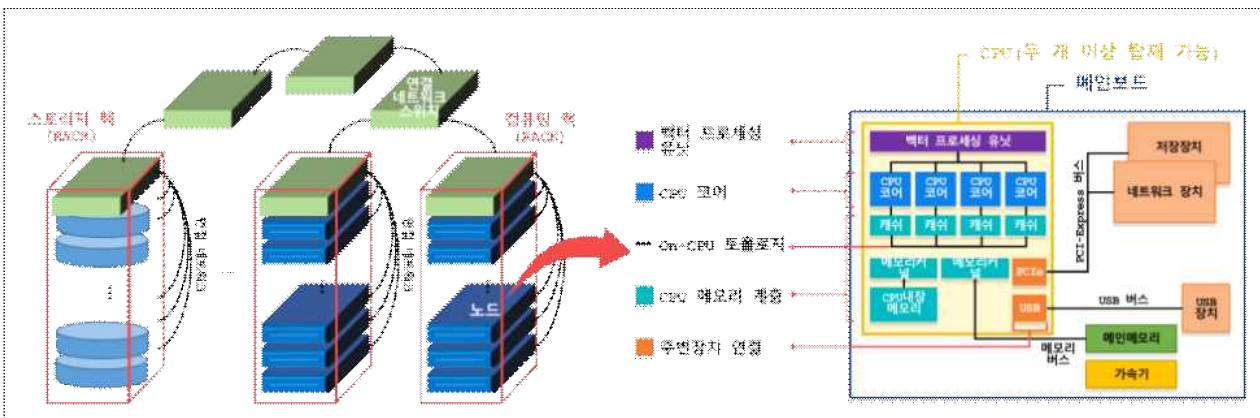 연결
네트워크
스위치
스토리지 랙
(RACK)
컴퓨팅 랙
(RACK)
...
노드
벡터 프로세싱
유닛
CPU 코어
On-CPU 토폴로지
CPU 메모리 계층
주변장치 연결
CPU(두 개 이상 탑재 가능)
메인보드
벡터 프로세싱 유닛
CPU
코어
CPU
코어
CPU
코어
CPU
코어
캐쉬
캐쉬
캐쉬
캐쉬
메모리커
널
메모리커
널
CPU내장
메모리
PCIe
USB
PCI-Express 버스
저장장치
네트워크 장치
USB 버스
USB
장치
메모리
버스
메인메모리
가속기